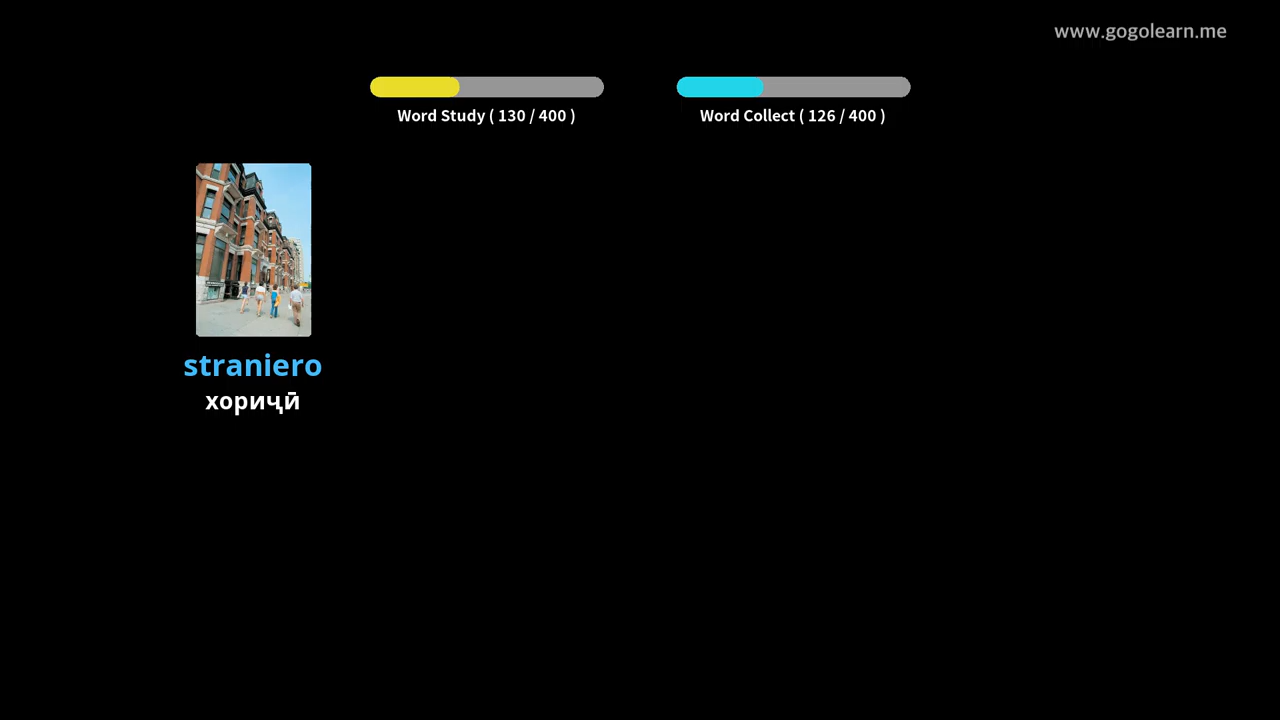 www.gogolearn.me
Word Study ( 130 / 400 )
Word Collect ( 126 / 400 )
straniero
хориҷӣ